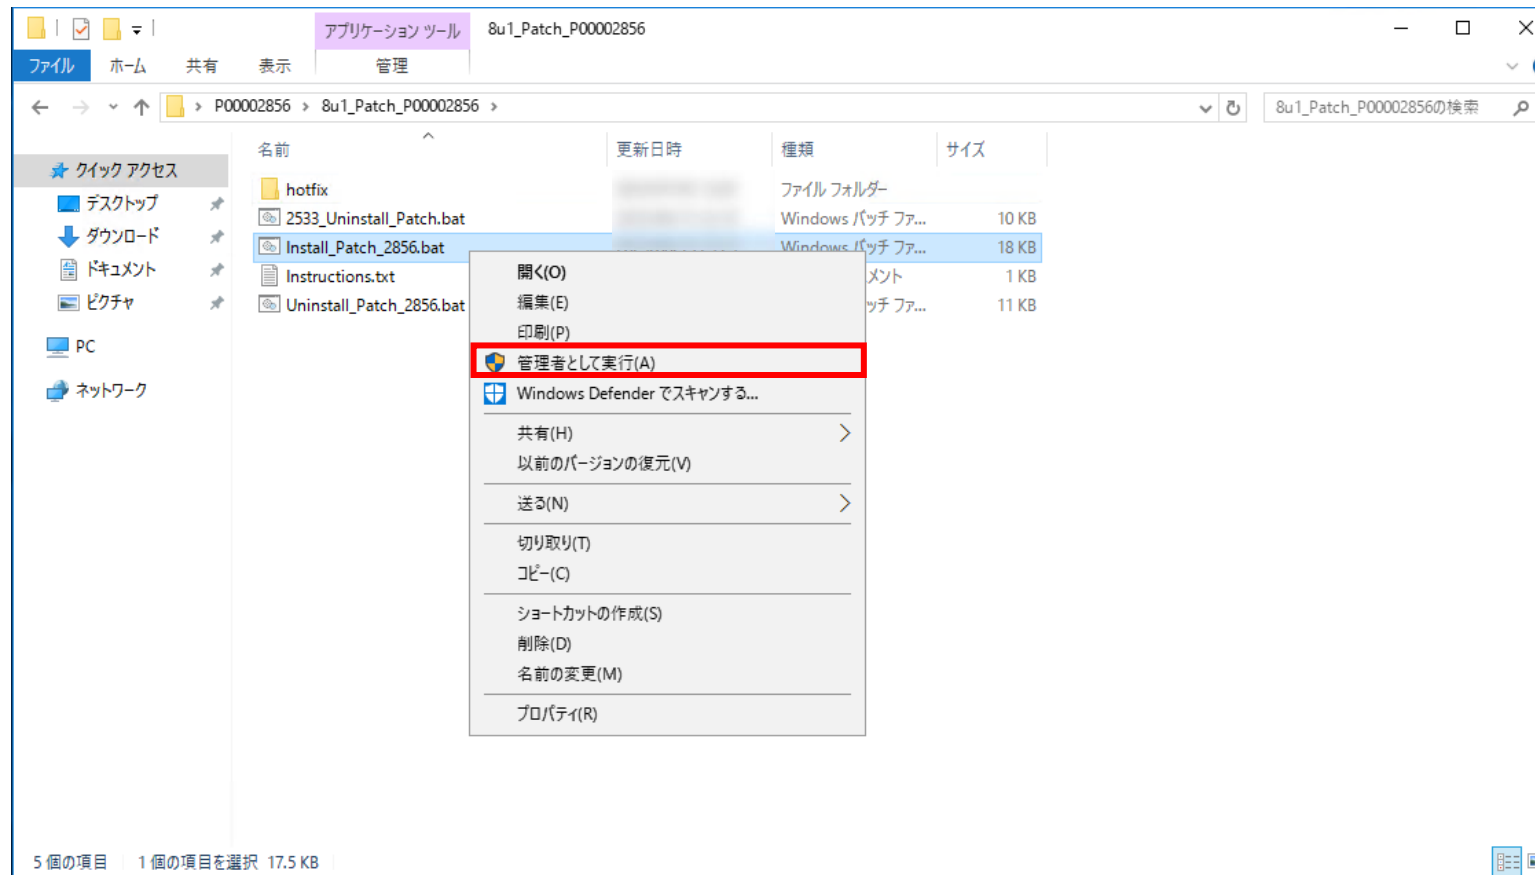 アプリケーション ツール 8u1_Patch_P00002856
ファイル ホーム 共有 表示 管理
P00002856 8u1_Patch_P00002856 8u1_Patch_P00002856の検索
名前 更新日時 種類 サイズ
クイック アクセス
デスクトップ
ダウンロード
ドキュメント
ピクチャ
PC
ネットワーク
hotfix ファイル フォルダー
2533_Uninstall_Patch.bat Windows バッチ ファ... 10 KB
Install_Patch_2856.bat Windows バッチ ファ... 18 KB
Instructions.txt メント 1 KB
Uninstall_Patch_2856.bat ッチ ファ... 11 KB
開く(O)
編集(E)
印刷(P)
管理者として実行(A)
Windows Defender でスキャンする...
共有(H)
以前のバージョンの復元(V)
送る(N)
切り取り(T)
コピー(C)
ショートカットの作成(S)
削除(D)
名前の変更(M)
プロパティ(R)
5 個の項目 1 個の項目を選択 17.5 KB